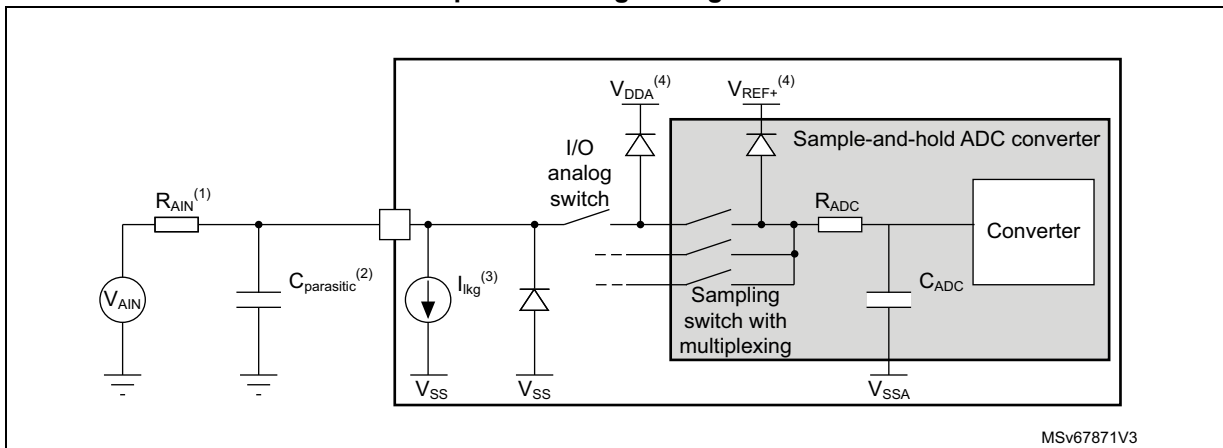 V_DDA(4)
V_REF+(4)
Sample-and-hold ADC converter
I/O
analog
switch
R_AIN(1)
R_ADC
Converter
V_AIN
C_parasitic(2)
I_lkg(3)
Sampling
switch with
multiplexing
C_ADC
V_SS
V_SS
V_SSA
MSv67871V3